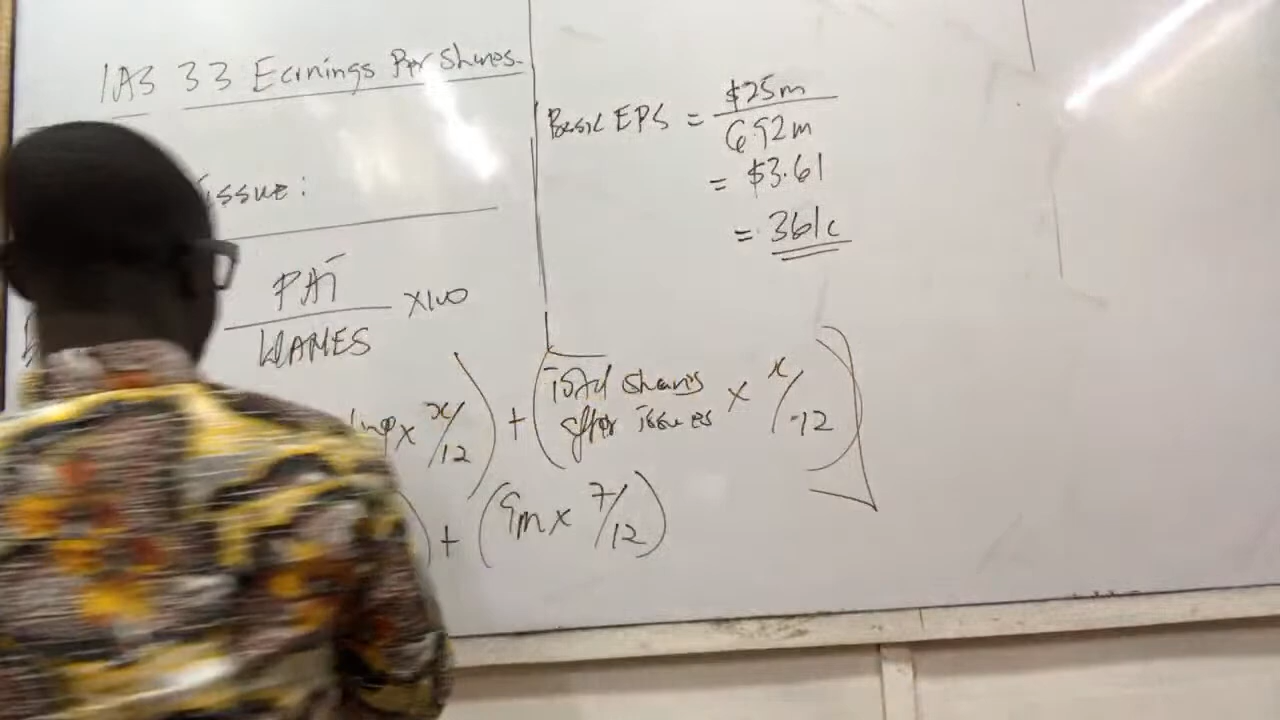 IAS 33 Earnings Per Shares.
issue:
PAT
WANES
X100
x x/12) + (Total shares after issues x x/12)
) + (9m x 7/12)
Basic EPS = $25m
6.92m
= $3.61
= 361c